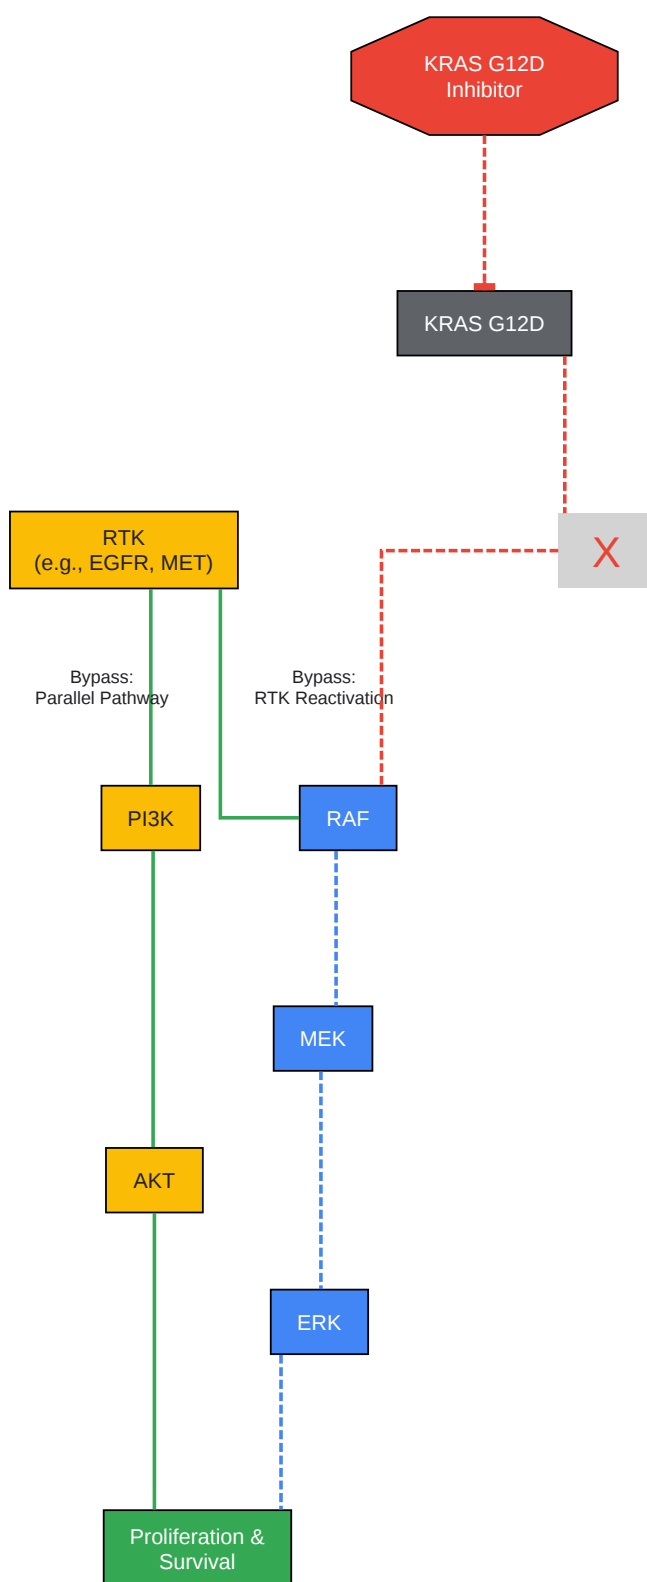 KRAS G12D
Inhibitor
KRAS G12D
X
RTK
(e.g., EGFR, MET)
Bypass:
Parallel Pathway
Bypass:
RTK Reactivation
PI3K
RAF
MEK
AKT
ERK
Proliferation &
Survival